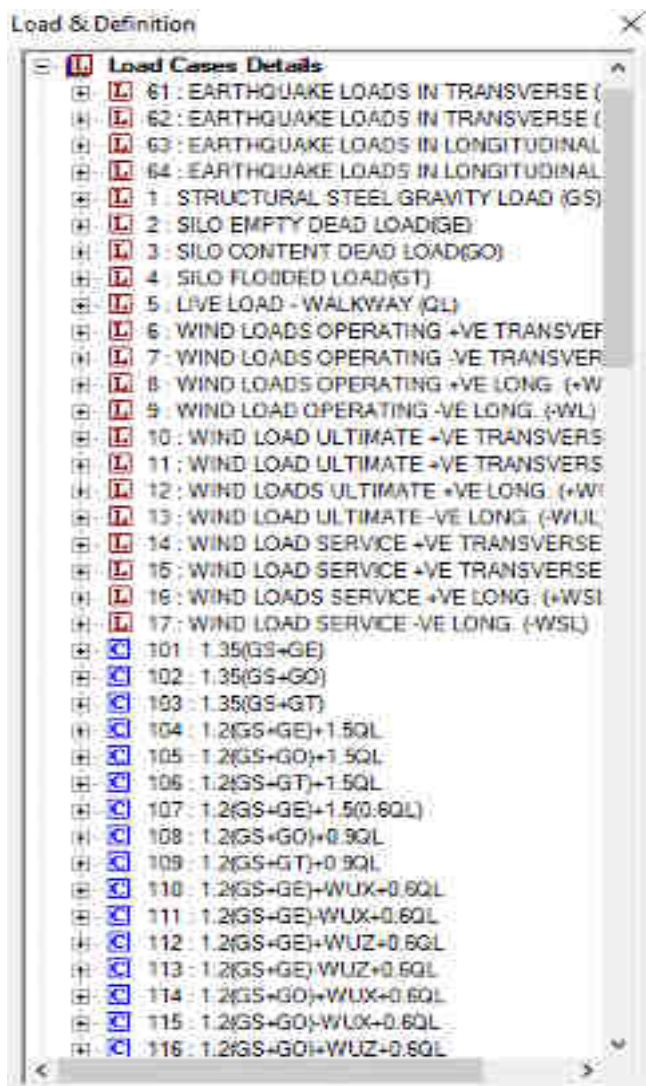 Load & Definition
Load Cases Details
61 : EARTHQUAKE LOADS IN TRANSVERSE (
62 : EARTHQUAKE LOADS IN TRANSVERSE (
63 : EARTHQUAKE LOADS IN LONGITUDINAL
64 : EARTHQUAKE LOADS IN LONGITUDINAL
1 : STRUCTURAL STEEL GRAVITY LOAD (GS)
2 : SILO EMPTY DEAD LOAD(GE)
3 : SILO CONTENT DEAD LOAD(GO)
4 : SILO FLOODED LOAD(GT)
5 : LIVE LOAD - WALKWAY (QL)
6 : WIND LOADS OPERATING +VE TRANSVER
7 : WIND LOADS OPERATING -VE TRANSVER
8 : WIND LOADS OPERATING +VE LONG. (+W
9 : WIND LOAD OPERATING -VE LONG. (-WL)
10 : WIND LOAD ULTIMATE +VE TRANSVERS
11 : WIND LOAD ULTIMATE +VE TRANSVERS
12 : WIND LOADS ULTIMATE +VE LONG. (+W
13 : WIND LOAD ULTIMATE -VE LONG. (-WUL
14 : WIND LOAD SERVICE +VE TRANSVERSE
15 : WIND LOAD SERVICE +VE TRANSVERSE
16 : WIND LOADS SERVICE +VE LONG. (+WSL
17 : WIND LOAD SERVICE -VE LONG. (-WSL)
101 : 1.35(GS+GE)
102 : 1.35(GS+GO)
103 : 1.35(GS+GT)
104 : 1.2(GS+GE)+1.5QL
105 : 1.2(GS+GO)+1.5QL
106 : 1.2(GS+GT)+1.5QL
107 : 1.2(GS+GE)+1.5(0.6QL)
108 : 1.2(GS+GO)+0.9QL
109 : 1.2(GS+GT)+0.9QL
110 : 1.2(GS+GE)+WUX+0.6QL
111 : 1.2(GS+GE)-WUX+0.6QL
112 : 1.2(GS+GE)+WUZ+0.6QL
113 : 1.2(GS+GE)-WUZ+0.6QL
114 : 1.2(GS+GO)+WUX+0.6QL
115 : 1.2(GS+GO)-WUX+0.6QL
116 : 1.2(GS+GO)+WUZ+0.6QL